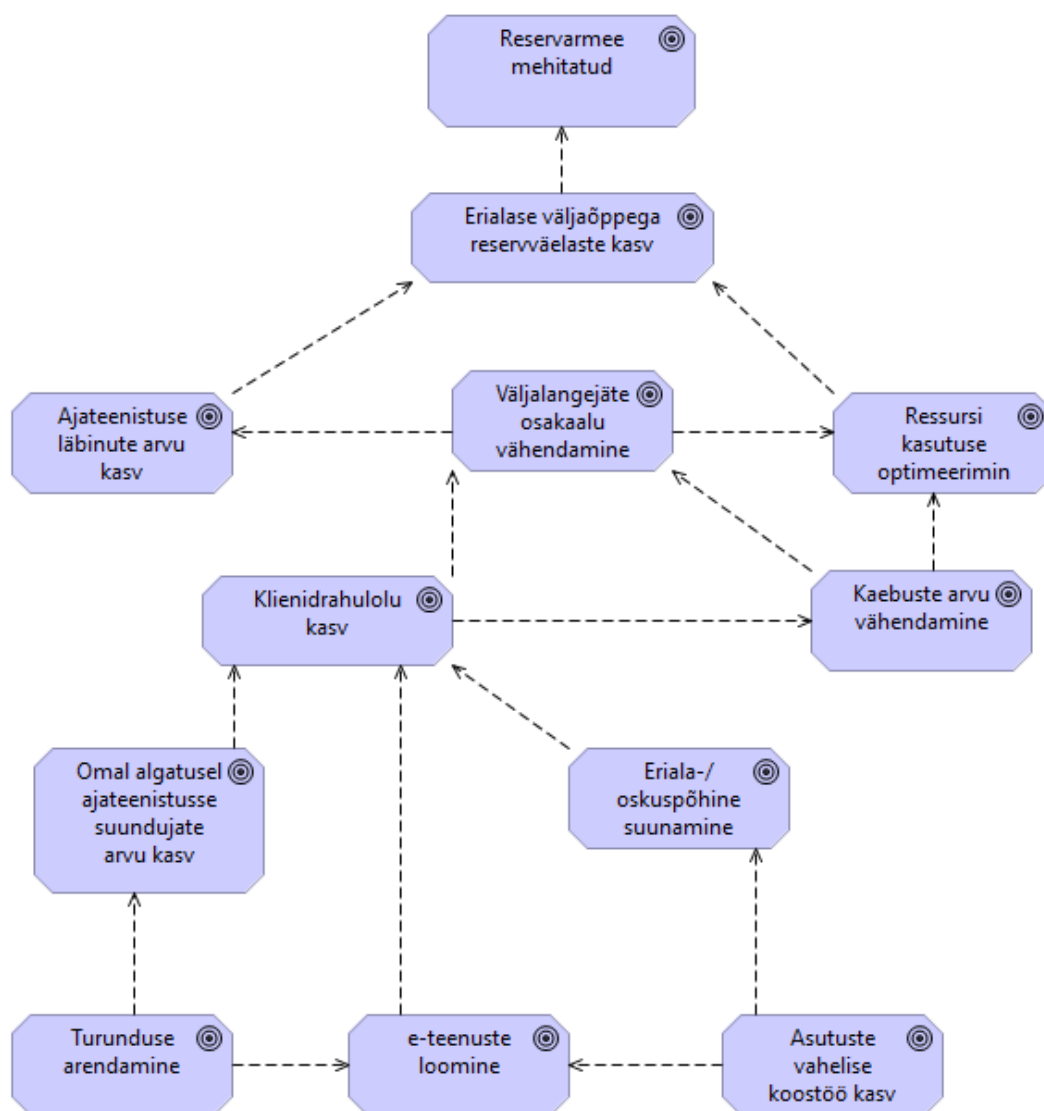 Reservarmee
mehitatud
Erialase väljaõppega
reservväelaste kasv
Ajateenistuse
läbinute arvu
kasv
Väljalangejäte
osakaalu
vähendamine
Ressursi
kasutuse
optimeerimin
Klienidrahulolu
kasv
Kaebuste arvu
vähendamine
Omal algatusel
ajateenistusse
suundujate
arvu kasv
Eriala-/
oskuspõhine
suunamine
Turunduse
arendamine
e-teenuste
loomine
Asutuste
vahelise
koostöö kasv